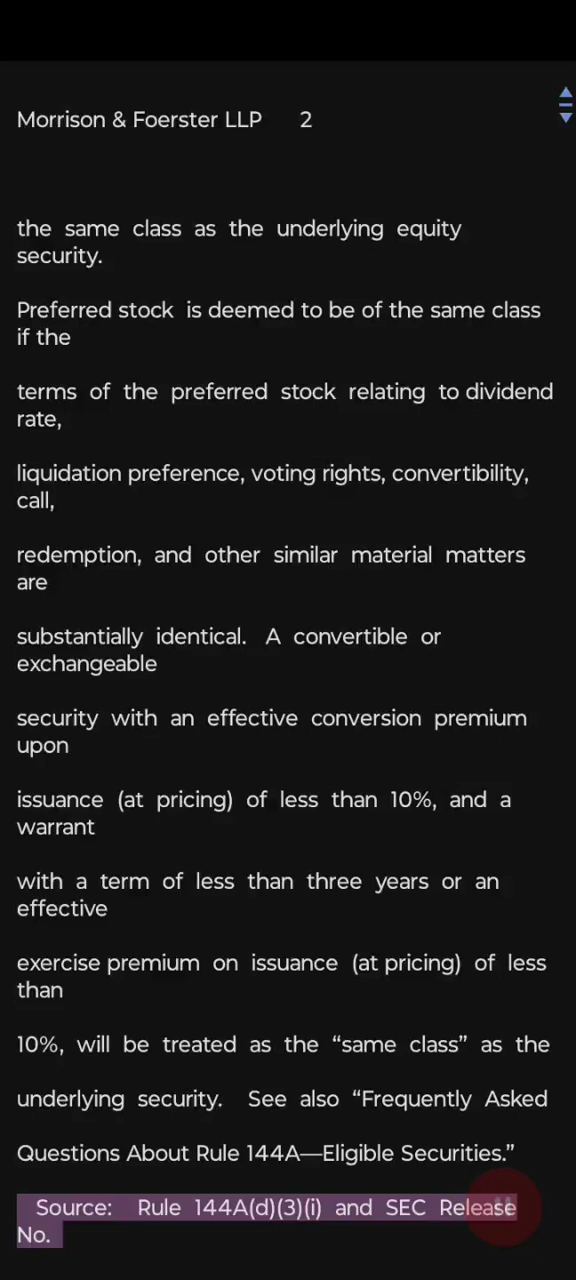 Morrison & Foerster LLP 2
the same class as the underlying equity
security.
Preferred stock is deemed to be of the same class
if the
terms of the preferred stock relating to dividend
rate,
liquidation preference, voting rights, convertibility,
call,
redemption, and other similar material matters
are
substantially identical. A convertible or
exchangeable
security with an effective conversion premium
upon
issuance (at pricing) of less than 10%, and a
warrant
with a term of less than three years or an
effective
exercise premium on issuance (at pricing) of less
than
10%, will be treated as the “same class” as the
underlying security. See also “Frequently Asked
Questions About Rule 144A—Eligible Securities.”
Source: Rule 144A(d)(3)(i) and SEC Release
No.